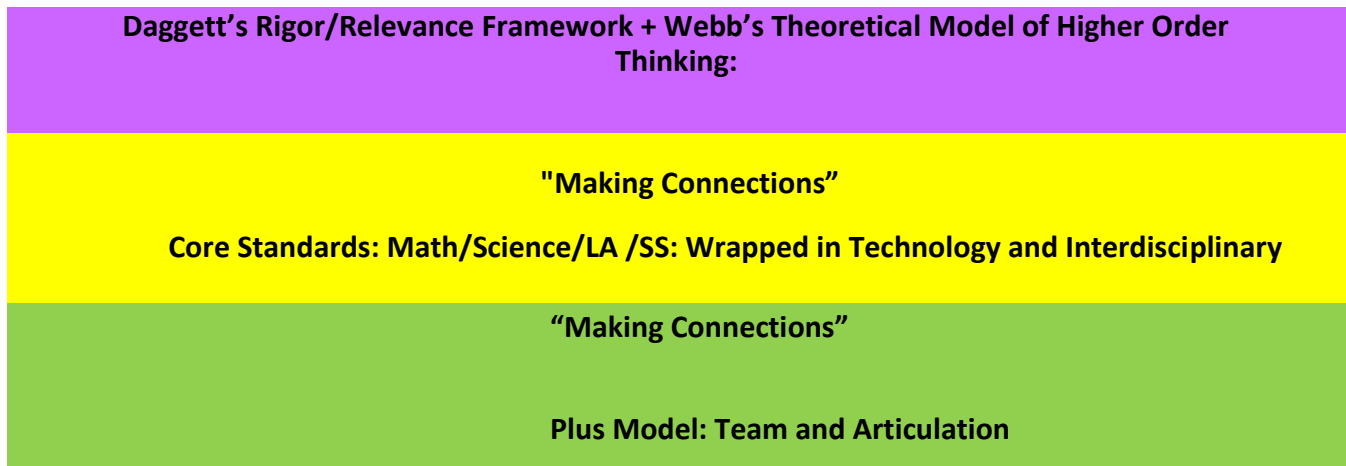 Daggett’s Rigor/Relevance Framework + Webb’s Theoretical Model of Higher Order
Thinking:
"Making Connections”
Core Standards: Math/Science/LA /SS: Wrapped in Technology and Interdisciplinary
“Making Connections”
Plus Model: Team and Articulation